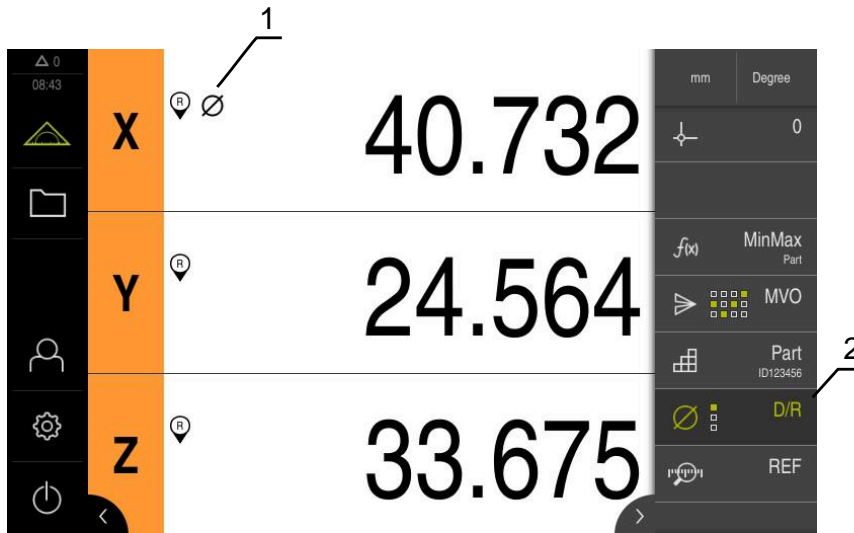 1
0
08:43
mm Degree
X R 40.732
0
Y R 24.564
f(x) MinMax
Part
MVO
Part
ID123456
2
Z R 33.675
D/R
REF